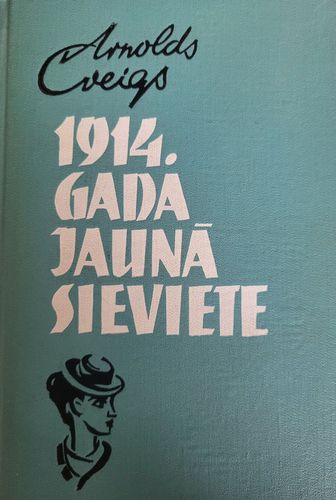 Arnolds
Cveigs
1914.
GADA
JAUNĀ
SIEVIETE